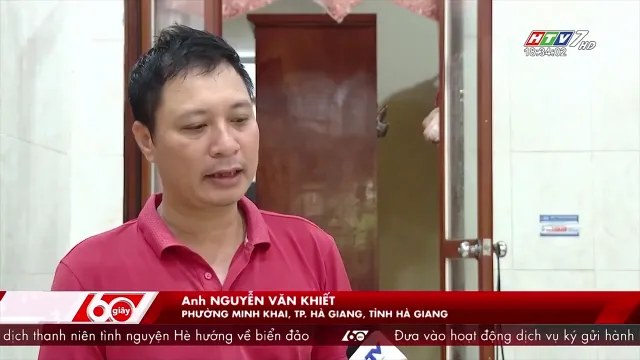 HTV7 HD
18:34:02
Anh NGUYỄN VĂN KHIẾT
PHƯỜNG MINH KHAI, TP. HÀ GIANG, TỈNH HÀ GIANG
60 giây
dịch thanh niên tình nguyện Hè hướng về biển đảo 60 Đưa vào hoạt động dịch vụ ký gửi hành